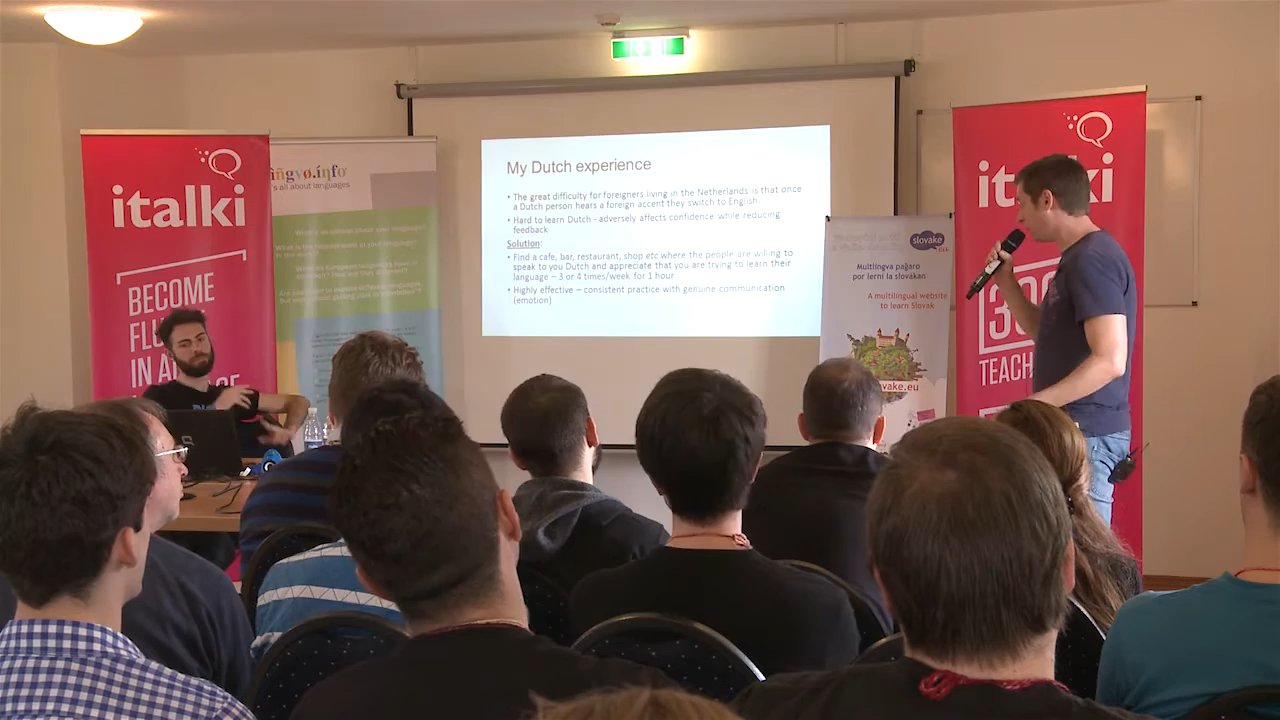 italki
BECOME
FLU
IN A
lingvo.info
's all about languages
My Dutch experience
• The great difficulty for foreigners living in the Netherlands is that once
a Dutch person hears a foreign accent they switch to English.
• Hard to learn Dutch - adversely affects confidence while reducing
feedback
Solution:
• Find a cafe, bar, restaurant, shop etc where the people are willing to
speak to you Dutch and appreciate that you are trying to learn their
language – 3 or 4 times/week for 1 hour
• Highly effective – consistent practice with genuine communication
(emotion)
slovake
Multlingva paĝaro
por lerni la slovakan
A multilingual website
to learn Slovak
vake.eu
italki
300
TEACH